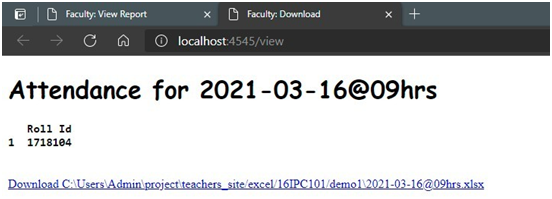 Faculty: View Report
Faculty: Download
localhost:4545/view
Attendance for 2021-03-16@09hrs
Roll Id
1 1718104
Download C:\Users\Admin\project\teachers_site/excel/16IPC101/demo1\2021-03-16@09hrs.xlsx